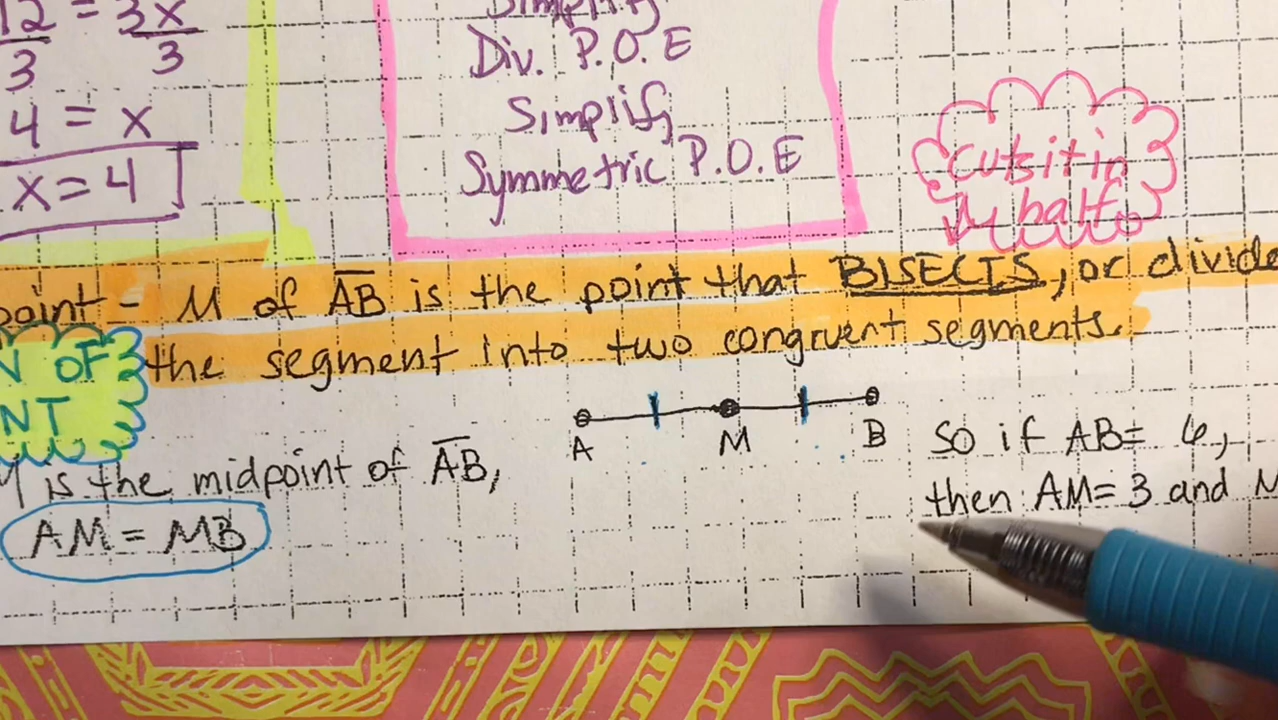 12 = 3x
3 3
4 = x
x = 4
Simplify
Div. P.O.E
Simplify
Symmetric P.O.E
Cuts it in
half
point - M of AB is the point that BISECTS, or divide
the segment into two congruent segments.
N OF
NT
A M B
M is the midpoint of AB,
AM = MB
So if AB = 6,
then AM = 3 and M